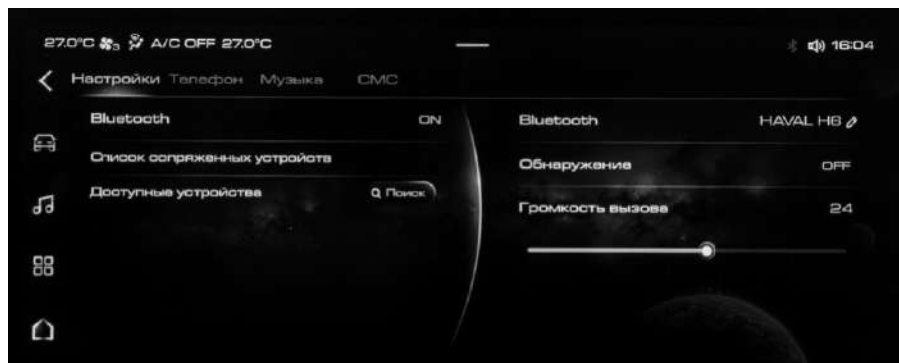 27.0°C 3 A/C OFF 27.0°C 16:04
Настройки Телефон Музыка СМС
Bluetooth ON
Список сопряженных устройств
Доступные устройства Поиск
Bluetooth HAVAL H6
Обнаружение OFF
Громкость вызова 24